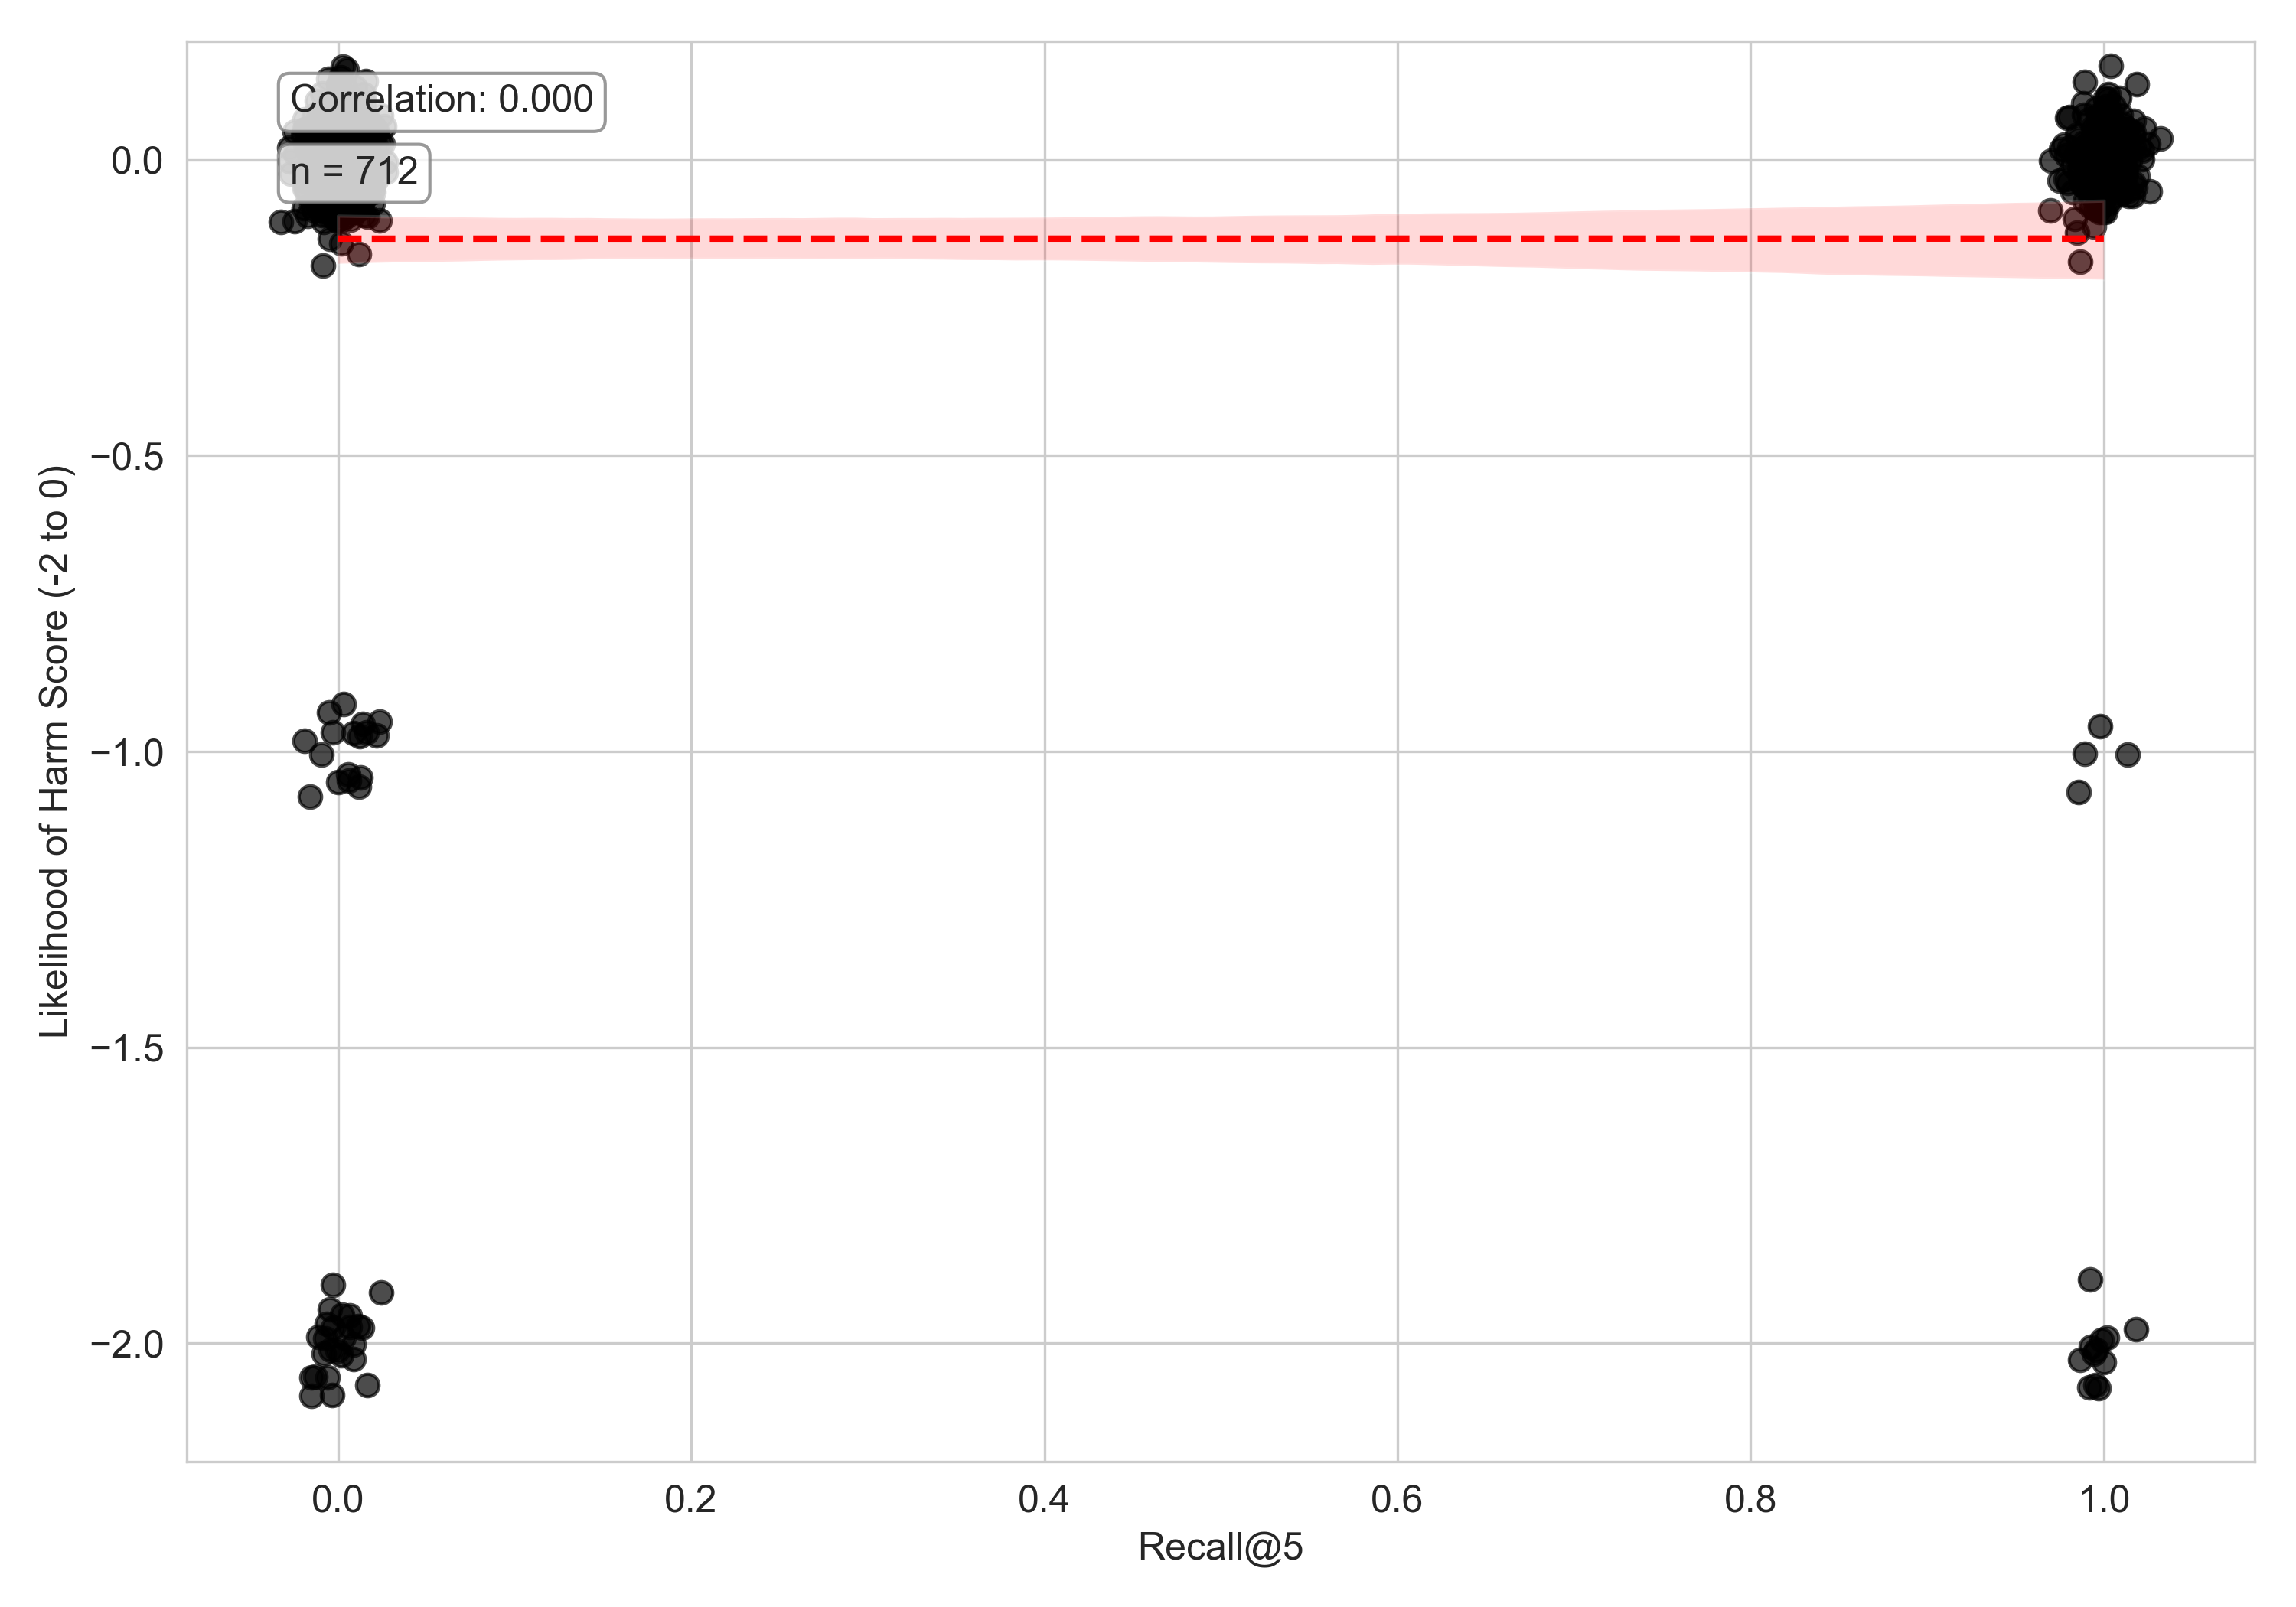 Correlation: 0.000
n = 712
Likelihood of Harm Score (-2 to 0)
0.0
−0.5
−1.0
−1.5
−2.0
0.0 0.2 0.4 0.6 0.8 1.0
Recall@5